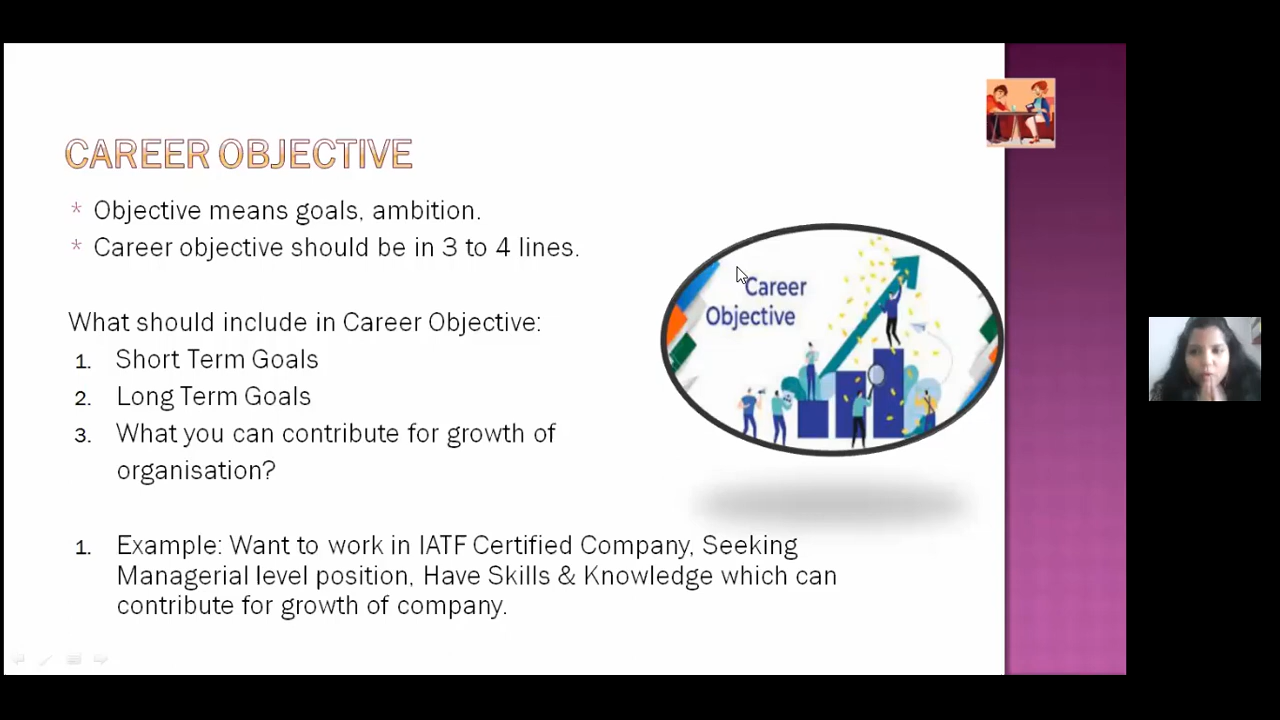 CAREER OBJECTIVE
* Objective means goals, ambition.
* Career objective should be in 3 to 4 lines.
What should include in Career Objective:
1. Short Term Goals
2. Long Term Goals
3. What you can contribute for growth of
organisation?
Career
Objective
1. Example: Want to work in IATF Certified Company, Seeking
Managerial level position, Have Skills & Knowledge which can
contribute for growth of company.